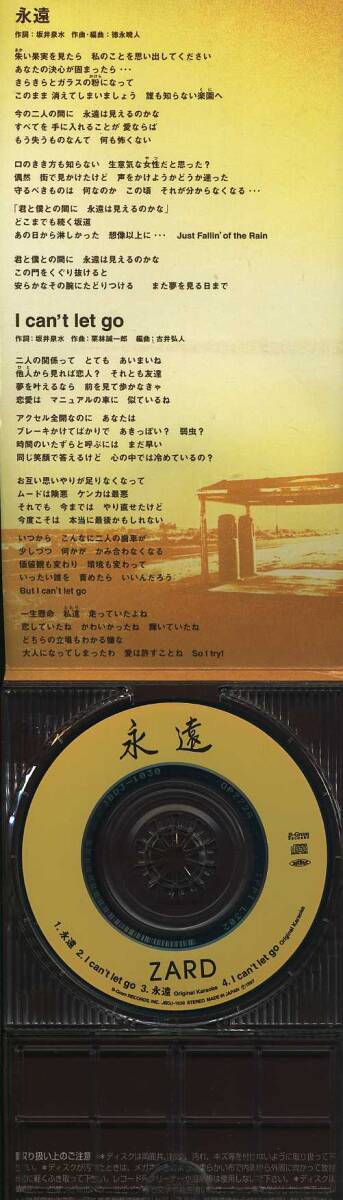 永遠
作詞：坂井泉水 作曲・編曲：徳永暁人
朱い果実を見たら 私のことを思い出してください
あなたの決心が固まったら・・・
きらきらとガラスの粉になって
このまま 消えてしまいましょう 誰も知らない楽園へ
今の二人の間に 永遠は見えるのかな
すべてを 手に入れることが 愛ならば
もう失うものなんて 何も怖くない
口のきき方も知らない 生意気な女性だと思った？
偶然 街で見かけたけど 声をかけようかどうか迷った
守るべきものは 何なのか この頃 それが分からなくなる・・・
「君と僕との間に 永遠は見えるのかな」
どこまでも続く坂道
あの日から淋しかった 想像以上に・・・ Just Fallin' of the Rain
君と僕との間に 永遠は見えるのかな
この門をくぐり抜けると
安らかなその腕にたどりつける また夢を見る日まで
I can't let go
作詞：坂井泉水 作曲：栗林誠一郎 編曲：古井弘人
二人の関係って とても あいまいね
他人から見れば恋人？ それとも友達
夢を叶えるなら 前を見て歩かなきゃ
恋愛は マニュアルの車に 似ているね
アクセル全開なのに あなたは
ブレーキかけてばかりで あきっぽい？ 弱虫？
時間のいたずらと呼ぶには まだ早い
同じ笑顔で答えるけど 心の中では冷めているの？
お互い思いやりが足りなくなって
ムードは険悪 ケンカは最悪
それでも 今までは やり直せたけど
今度こそは 本当に最後かもしれない
いつから こんなに二人の歯車が
少しづつ 何かが かみ合わなくなる
価値観も変わり 環境も変わって
いったい誰を 責めたら いいんだろう
But I can't let go
一生懸命 私達 走っていたよね
恋していたね かわいかったね 輝いていたね
どちらの立場もわかる様な
大人になってしまったわ 愛は許すことね So I try!
永遠
JBDJ-1030
B-Gram RECORDS
1. 永遠 2. I can't let go 3. 永遠 Original Karaoke 4. I can't let go Original Karaoke
ZARD
B-Gram RECORDS, INC. JBDJ-1030 STEREO MADE IN JAPAN Ⓟ1997
取り扱い上のご注意